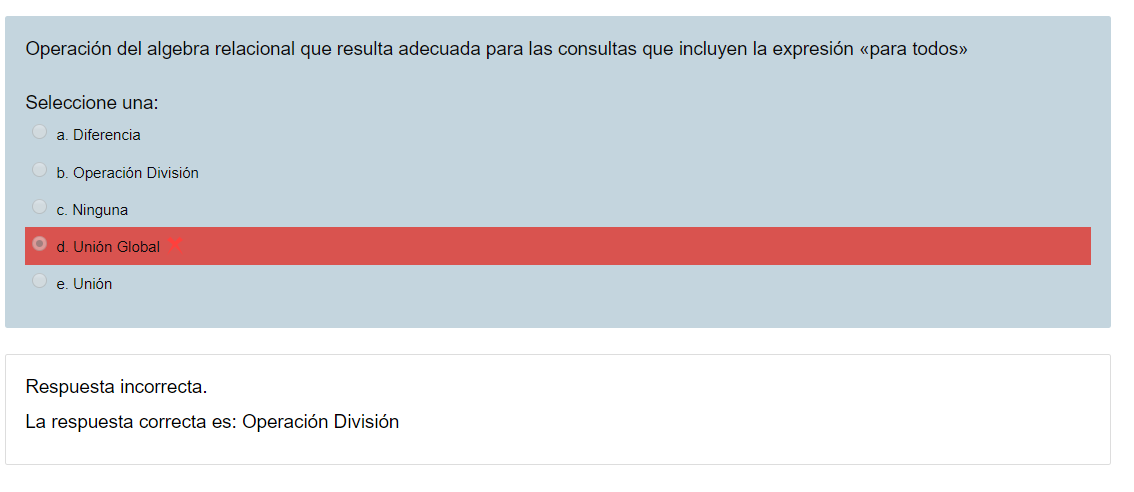 Operación del algebra relacional que resulta adecuada para las consultas que incluyen la expresión «para todos»
Seleccione una:
a. Diferencia
b. Operación División
c. Ninguna
d. Unión Global
e. Unión
Respuesta incorrecta.
La respuesta correcta es: Operación División